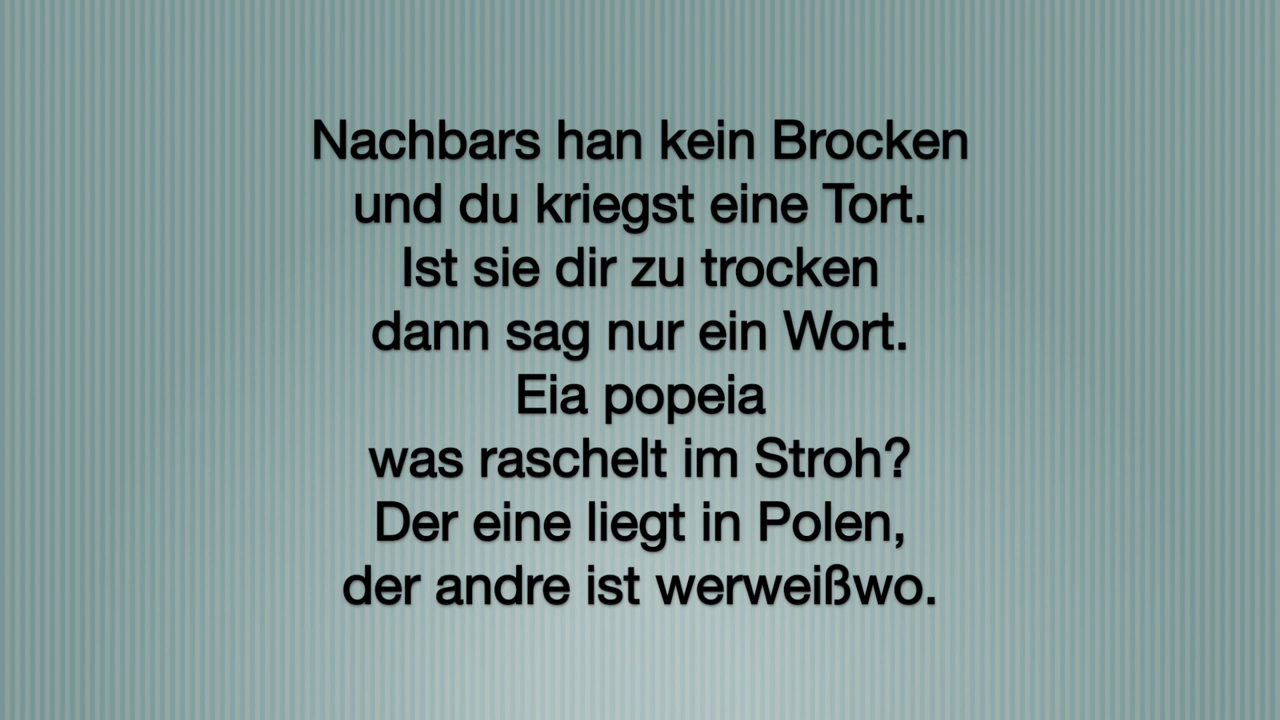 Nachbars han kein Brocken
und du kriegst eine Tort.
Ist sie dir zu trocken
dann sag nur ein Wort.
Eia popeia
was raschelt im Stroh?
Der eine liegt in Polen,
der andre ist werweißwo.